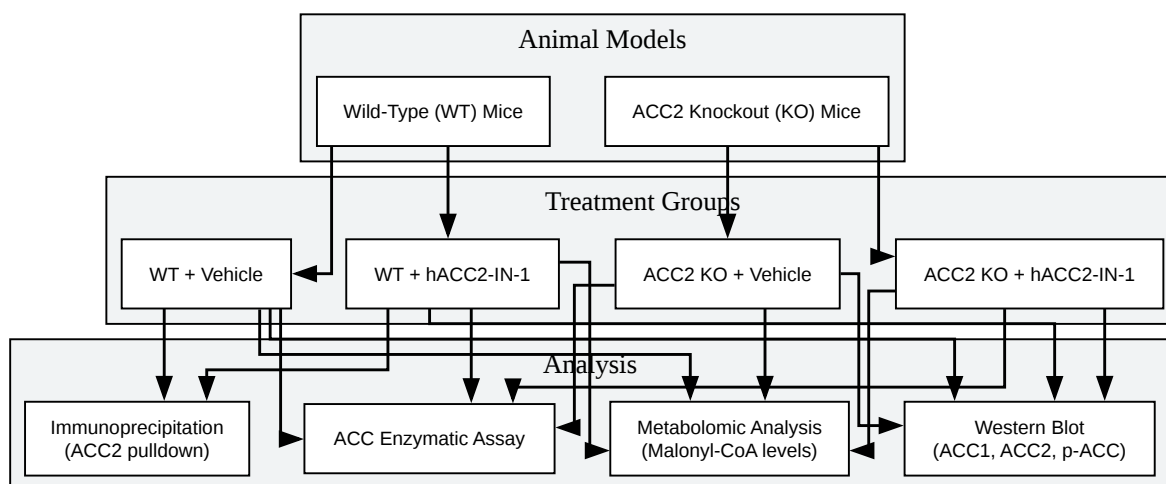 Animal Models
Wild-Type (WT) Mice
ACC2 Knockout (KO) Mice
Treatment Groups
WT + Vehicle
WT + hACC2-IN-1
ACC2 KO + Vehicle
ACC2 KO + hACC2-IN-1
Analysis
Immunoprecipitation
(ACC2 pulldown)
ACC Enzymatic Assay
Metabolomic Analysis
(Malonyl-CoA levels)
Western Blot
(ACC1, ACC2, p-ACC)